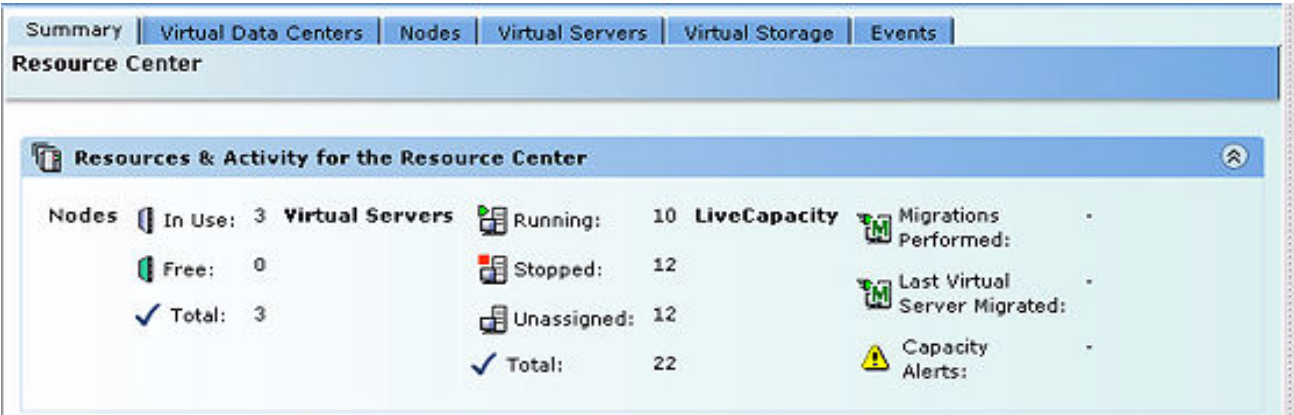 Summary Virtual Data Centers Nodes Virtual Servers Virtual Storage Events
Resource Center
Resources & Activity for the Resource Center
Nodes In Use: 3 Virtual Servers Running: 10 LiveCapacity Migrations Performed: -
Free: 0 Stopped: 12 Last Virtual Server Migrated: -
Total: 3 Unassigned: 12 Capacity Alerts: -
Total: 22